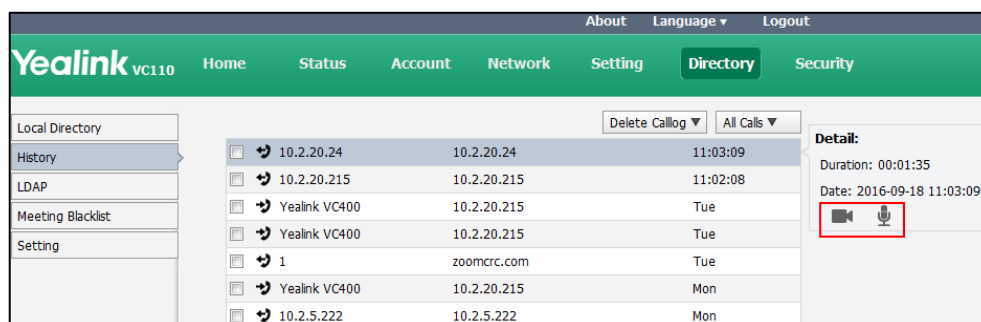 About Language ▾ Logout
Yealink VC110 Home Status Account Network Setting Directory Security
Delete Callog ▼ All Calls ▼
Local Directory
History
LDAP
Meeting Blacklist
Setting
10.2.20.24 10.2.20.24 11:03:09
10.2.20.215 10.2.20.215 11:02:08
Yealink VC400 10.2.20.215 Tue
Yealink VC400 10.2.20.215 Tue
1 zoomcrc.com Tue
Yealink VC400 10.2.20.215 Mon
10.2.5.222 10.2.5.222 Mon
Detail:
Duration: 00:01:35
Date: 2016-09-18 11:03:09